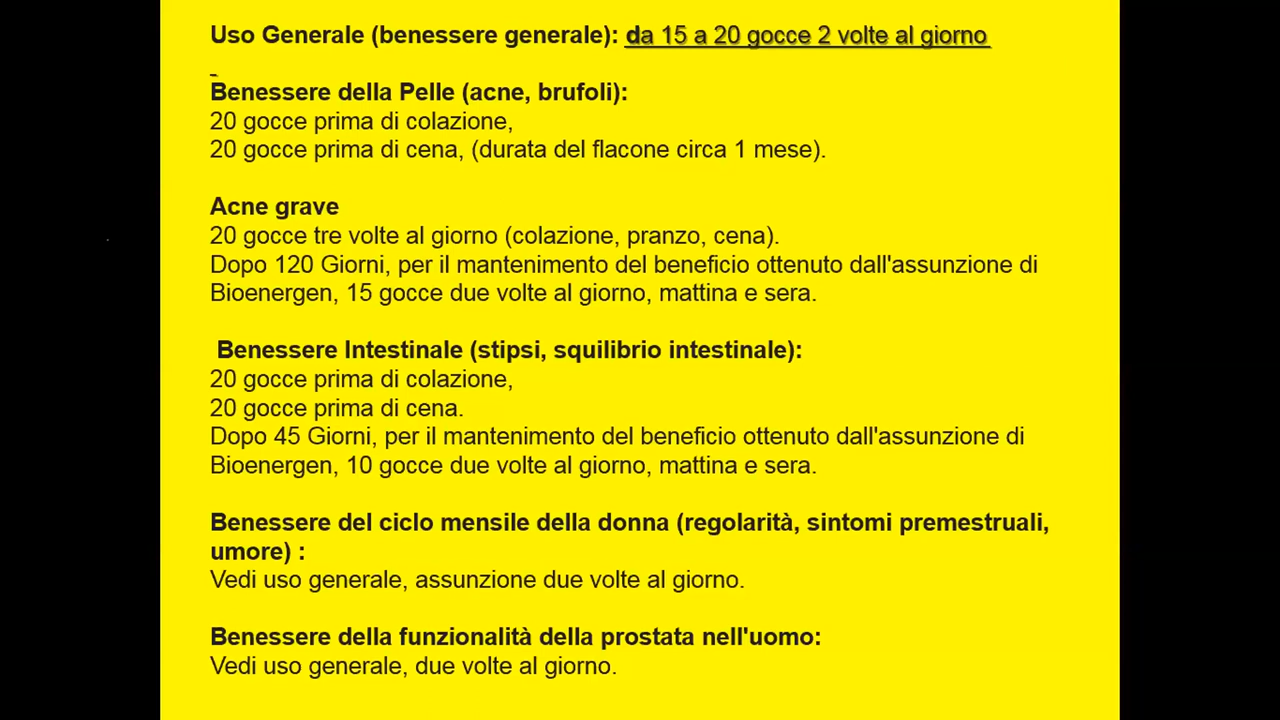 Uso Generale (benessere generale): da 15 a 20 gocce 2 volte al giorno
Benessere della Pelle (acne, brufoli):
20 gocce prima di colazione,
20 gocce prima di cena, (durata del flacone circa 1 mese).
Acne grave
20 gocce tre volte al giorno (colazione, pranzo, cena).
Dopo 120 Giorni, per il mantenimento del beneficio ottenuto dall'assunzione di
Bioenergen, 15 gocce due volte al giorno, mattina e sera.
Benessere Intestinale (stipsi, squilibrio intestinale):
20 gocce prima di colazione,
20 gocce prima di cena.
Dopo 45 Giorni, per il mantenimento del beneficio ottenuto dall'assunzione di
Bioenergen, 10 gocce due volte al giorno, mattina e sera.
Benessere del ciclo mensile della donna (regolarità, sintomi premestruali,
umore) :
Vedi uso generale, assunzione due volte al giorno.
Benessere della funzionalità della prostata nell'uomo:
Vedi uso generale, due volte al giorno.